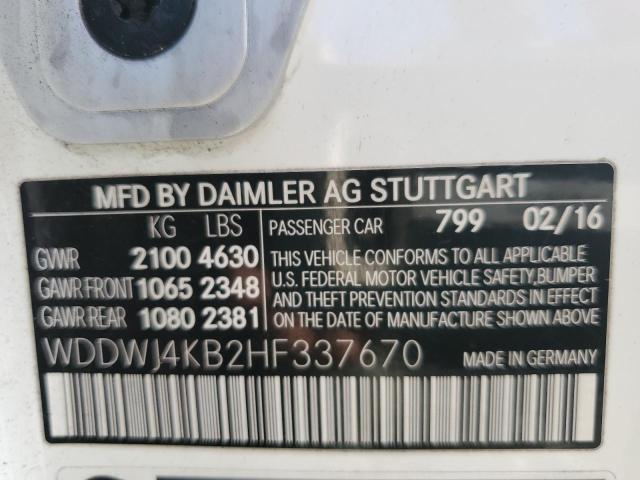 MFD BY DAIMLER AG STUTTGART
KG LBS PASSENGER CAR 799 02/16
GVWR 2100 4630
GAWR FRONT 1065 2348
GAWR REAR 1080 2381
THIS VEHICLE CONFORMS TO ALL APPLICABLE
U.S. FEDERAL MOTOR VEHICLE SAFETY,BUMPER
AND THEFT PREVENTION STANDARDS IN EFFECT
ON THE DATE OF MANUFACTURE SHOWN ABOVE
WDDWJ4KB2HF337670 MADE IN GERMANY